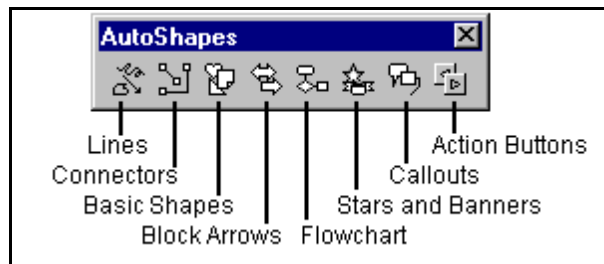 AutoShapes
Lines Action Buttons
Connectors Callouts
Basic Shapes Stars and Banners
Block Arrows Flowchart